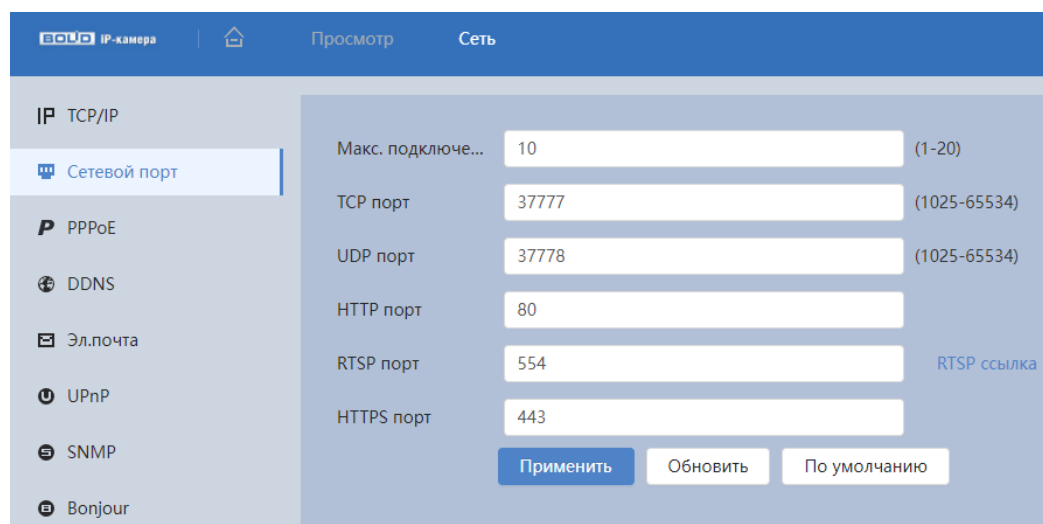 BOLID IP-камера
Просмотр
Сеть
TCP/IP
Сетевой порт
PPPoE
DDNS
Эл.почта
UPnP
SNMP
Bonjour
Макс. подключе... 10 (1-20)
TCP порт 37777 (1025-65534)
UDP порт 37778 (1025-65534)
HTTP порт 80
RTSP порт 554 RTSP ссылка
HTTPS порт 443
Применить Обновить По умолчанию